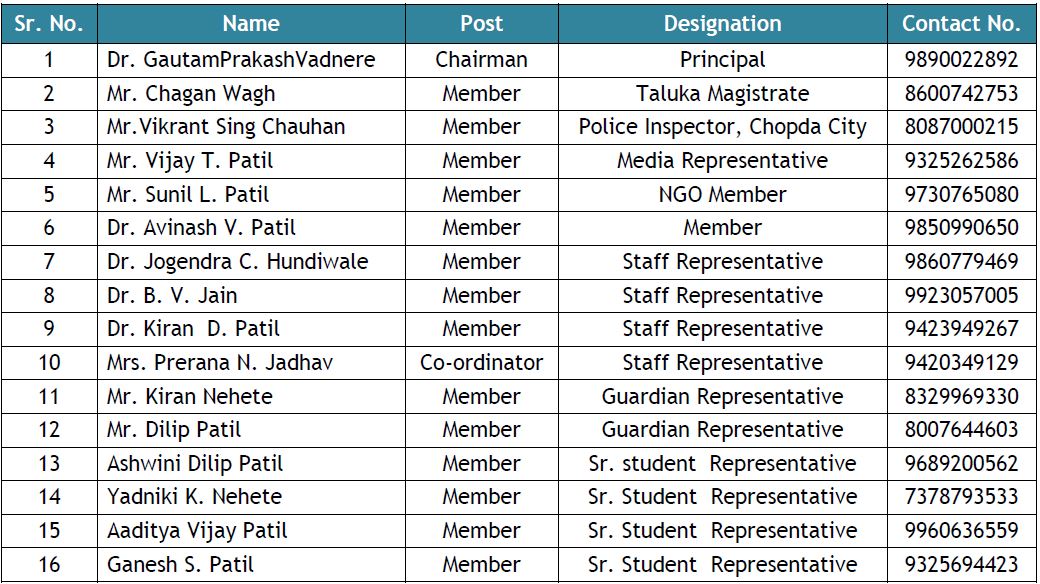 Sr. No. Name Post Designation Contact No.
1 Dr. GautamPrakashVadnere Chairman Principal 9890022892
2 Mr. Chagan Wagh Member Taluka Magistrate 8600742753
3 Mr.Vikrant Sing Chauhan Member Police Inspector, Chopda City 8087000215
4 Mr. Vijay T. Patil Member Media Representative 9325262586
5 Mr. Sunil L. Patil Member NGO Member 9730765080
6 Dr. Avinash V. Patil Member Member 9850990650
7 Dr. Jogendra C. Hundiwale Member Staff Representative 9860779469
8 Dr. B. V. Jain Member Staff Representative 9923057005
9 Dr. Kiran  D. Patil Member Staff Representative 9423949267
10 Mrs. Prerana N. Jadhav Co-ordinator Staff Representative 9420349129
11 Mr. Kiran Nehete Member Guardian Representative 8329969330
12 Mr. Dilip Patil Member Guardian Representative 8007644603
13 Ashwini Dilip Patil Member Sr. student  Representative 9689200562
14 Yadniki K. Nehete Member Sr. Student  Representative 7378793533
15 Aaditya Vijay Patil Member Sr. Student  Representative 9960636559
16 Ganesh S. Patil Member Sr. Student  Representative 9325694423